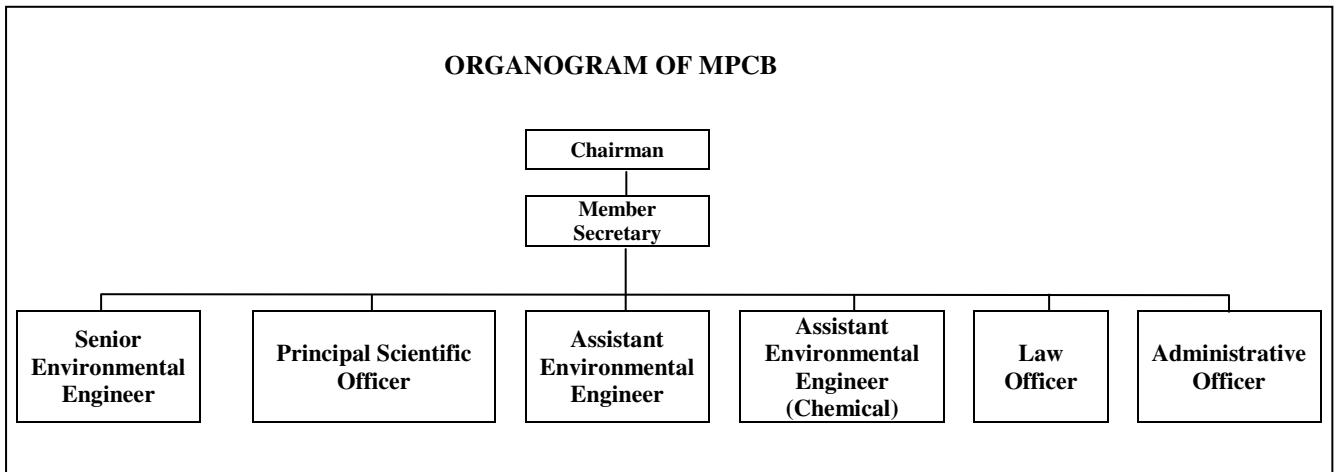 ORGANOGRAM OF MPCB
Chairman
Member
Secretary
Senior
Environmental
Engineer
Principal Scientific
Officer
Assistant
Environmental
Engineer
Assistant
Environmental
Engineer
(Chemical)
Law
Officer
Administrative
Officer